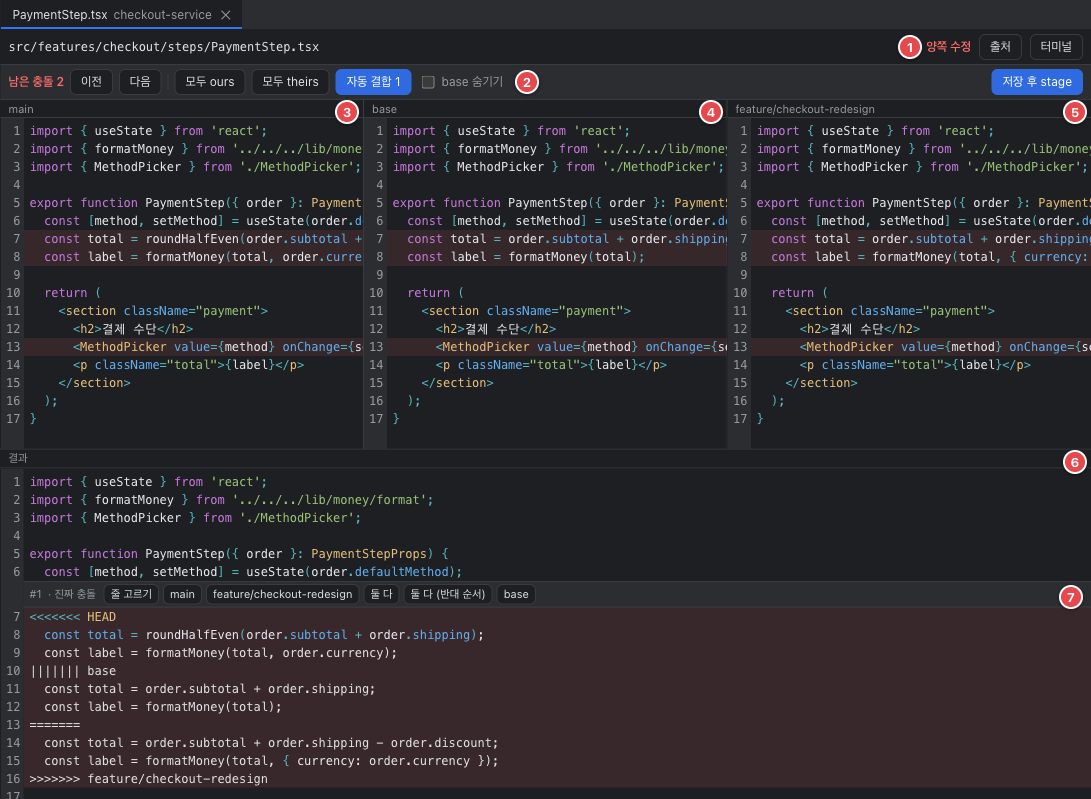 PaymentStep.tsx checkout-service
src/features/checkout/steps/PaymentStep.tsx
1 양쪽 수정 출처 터미널
남은 충돌 2 이전 다음 모두 ours 모두 theirs 자동 결합 1 base 숨기기 2 저장 후 stage
main 3
1 import { useState } from 'react';
2 import { formatMoney } from '../../../lib/mone
3 import { MethodPicker } from './MethodPicker';
4
5 export function PaymentStep({ order }: Payment
6 const [method, setMethod] = useState(order.d
7 const total = roundHalfEven(order.subtotal +
8 const label = formatMoney(total, order.curre
9
10 return (
11 <section className="payment">
12 <h2>결제 수단</h2>
13 <MethodPicker value={method} onChange={s
14 <p className="total">{label}</p>
15 </section>
16 );
17 }
base 4
1 import { useState } from 'react';
2 import { formatMoney } from '../../../lib/money
3 import { MethodPicker } from './MethodPicker';
4
5 export function PaymentStep({ order }: PaymentS
6 const [method, setMethod] = useState(order.de
7 const total = order.subtotal + order.shipping
8 const label = formatMoney(total);
9
10 return (
11 <section className="payment">
12 <h2>결제 수단</h2>
13 <MethodPicker value={method} onChange={se
14 <p className="total">{label}</p>
15 </section>
16 );
17 }
feature/checkout-redesign 5
1 import { useState } from 'react';
2 import { formatMoney } from '../../../lib/money
3 import { MethodPicker } from './MethodPicker';
4
5 export function PaymentStep({ order }: PaymentS
6 const [method, setMethod] = useState(order.de
7 const total = order.subtotal + order.shipping
8 const label = formatMoney(total, { currency:
9
10 return (
11 <section className="payment">
12 <h2>결제 수단</h2>
13 <MethodPicker value={method} onChange={se
14 <p className="total">{label}</p>
15 </section>
16 );
17 }
결과 6
1 import { useState } from 'react';
2 import { formatMoney } from '../../../lib/money/format';
3 import { MethodPicker } from './MethodPicker';
4
5 export function PaymentStep({ order }: PaymentStepProps) {
6 const [method, setMethod] = useState(order.defaultMethod);
#1 · 진짜 충돌 줄 고르기 main feature/checkout-redesign 둘 다 둘 다 (반대 순서) base 7
7 <<<<<<< HEAD
8 const total = roundHalfEven(order.subtotal + order.shipping);
9 const label = formatMoney(total, order.currency);
10 ||||||| base
11 const total = order.subtotal + order.shipping;
12 const label = formatMoney(total);
13 =======
14 const total = order.subtotal + order.shipping - order.discount;
15 const label = formatMoney(total, { currency: order.currency });
16 >>>>>>> feature/checkout-redesign
17